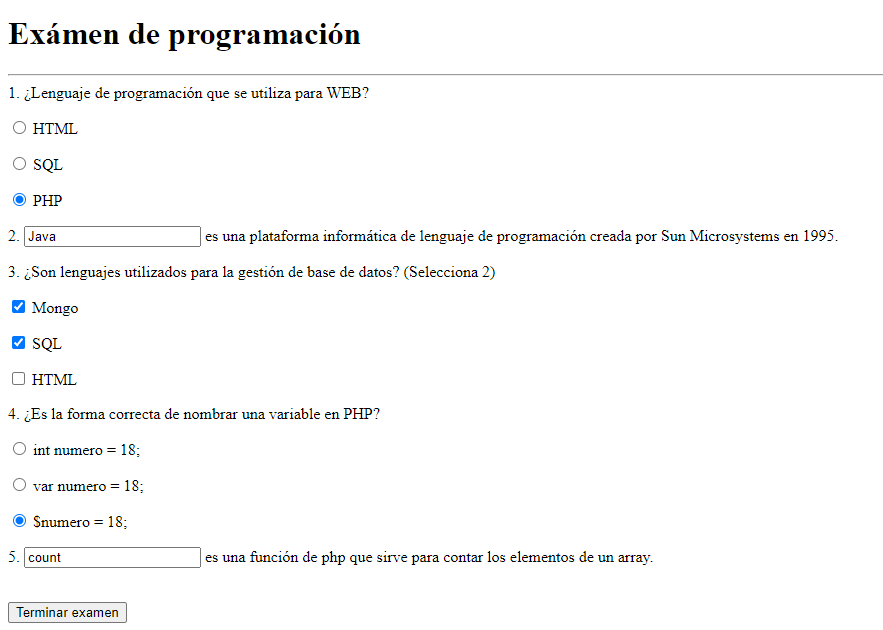 Exámen de programación
1. ¿Lenguaje de programación que se utiliza para WEB?
HTML
SQL
PHP
2. Java es una plataforma informática de lenguaje de programación creada por Sun Microsystems en 1995.
3. ¿Son lenguajes utilizados para la gestión de base de datos? (Selecciona 2)
Mongo
SQL
HTML
4. ¿Es la forma correcta de nombrar una variable en PHP?
int numero = 18;
var numero = 18;
$numero = 18;
5. count es una función de php que sirve para contar los elementos de un array.
Terminar examen